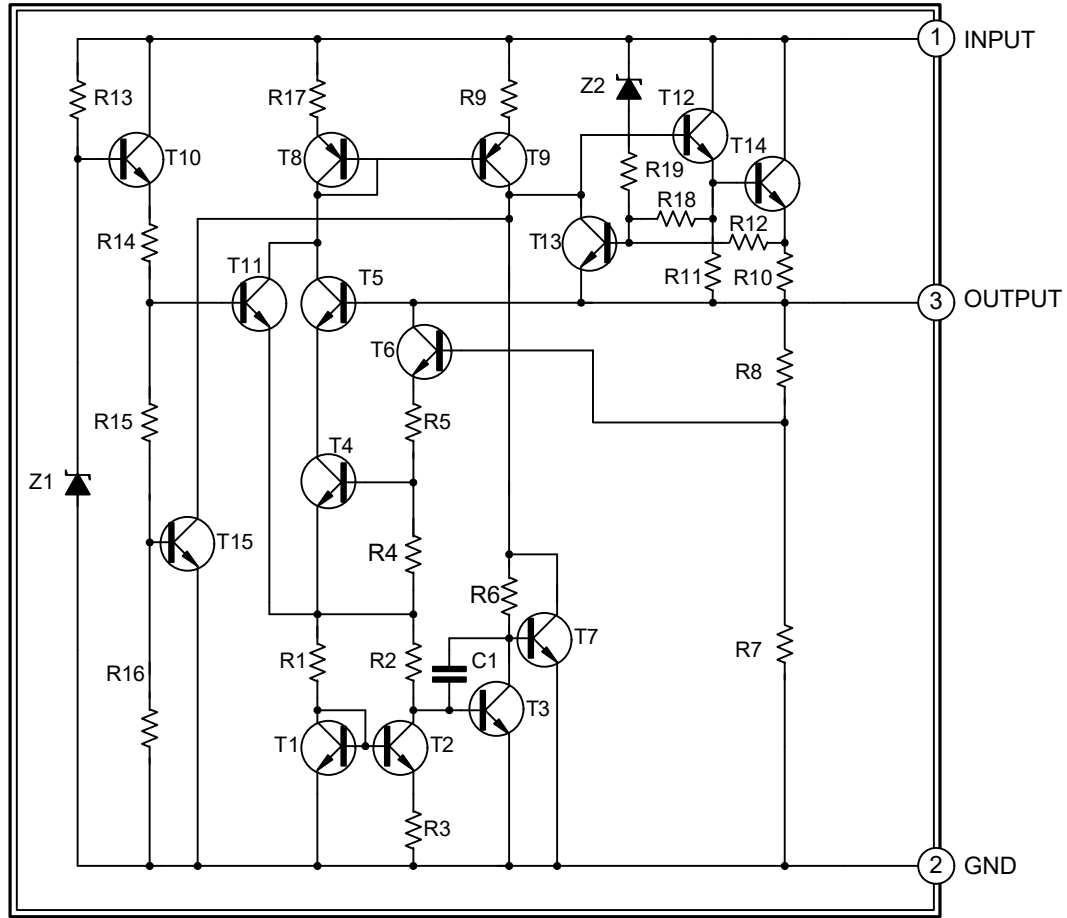 1 INPUT
R13
R17
R9
Z2
T12
T10
T8
T9
T14
R19
R18
R12
R14
T13
R11
R10
T11
T5
3 OUTPUT
T6
R8
R15
R5
T4
Z1
T15
R4
R6
T7
R1
R2
C1
R7
R16
T3
T1
T2
R3
2 GND